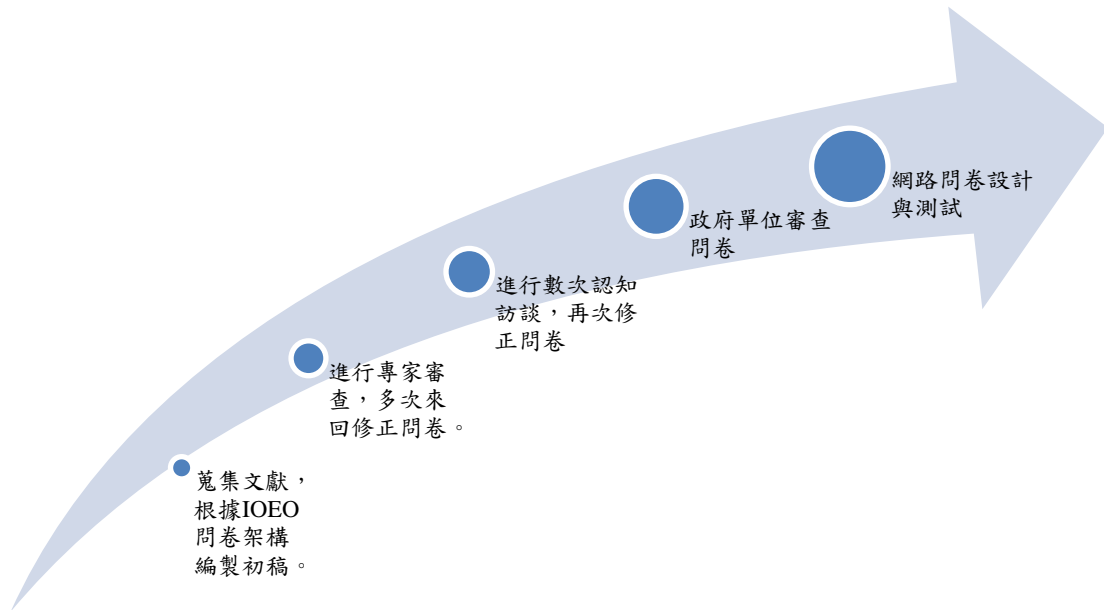 蒐集文獻，
根據IOEO
問卷架構
編製初稿。
進行專家審
查，多次來
回修正問卷。
進行數次認知
訪談，再次修
正問卷
政府單位審查
問卷
網路問卷設計
與測試